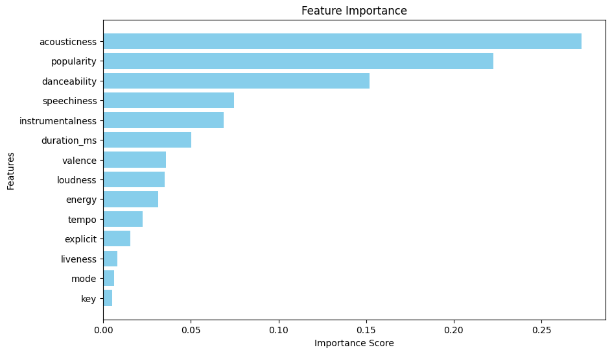 Feature Importance
Features
acousticness
popularity
danceability
speechiness
instrumentalness
duration_ms
valence
loudness
energy
tempo
explicit
liveness
mode
key
0.00 0.05 0.10 0.15 0.20 0.25
Importance Score